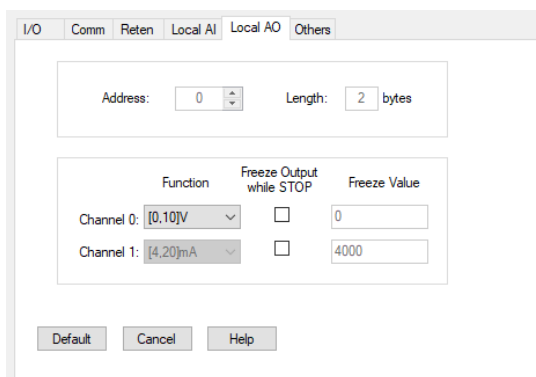 I/O Comm Reten Local AI Local AO Others
Address: 0 Length: 2 bytes
Function Freeze Output while STOP Freeze Value
Channel 0: [0,10]V 0
Channel 1: [4,20]mA 4000
Default Cancel Help